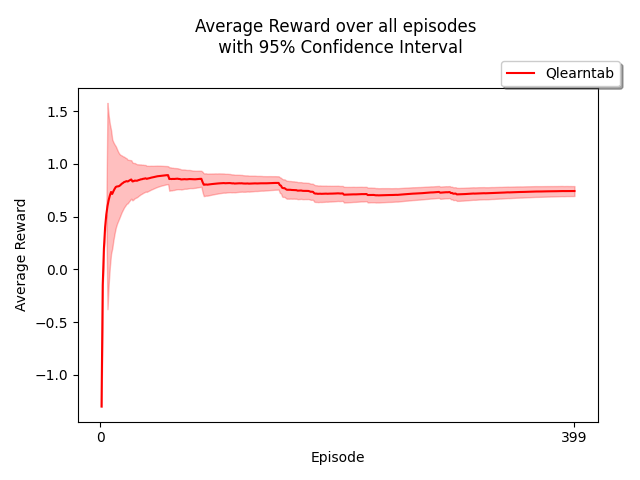 Average Reward over all episodes
with 95% Confidence Interval
Qlearntab
1.5
1.0
0.5
0.0
−0.5
−1.0
Average Reward
0
399
Episode